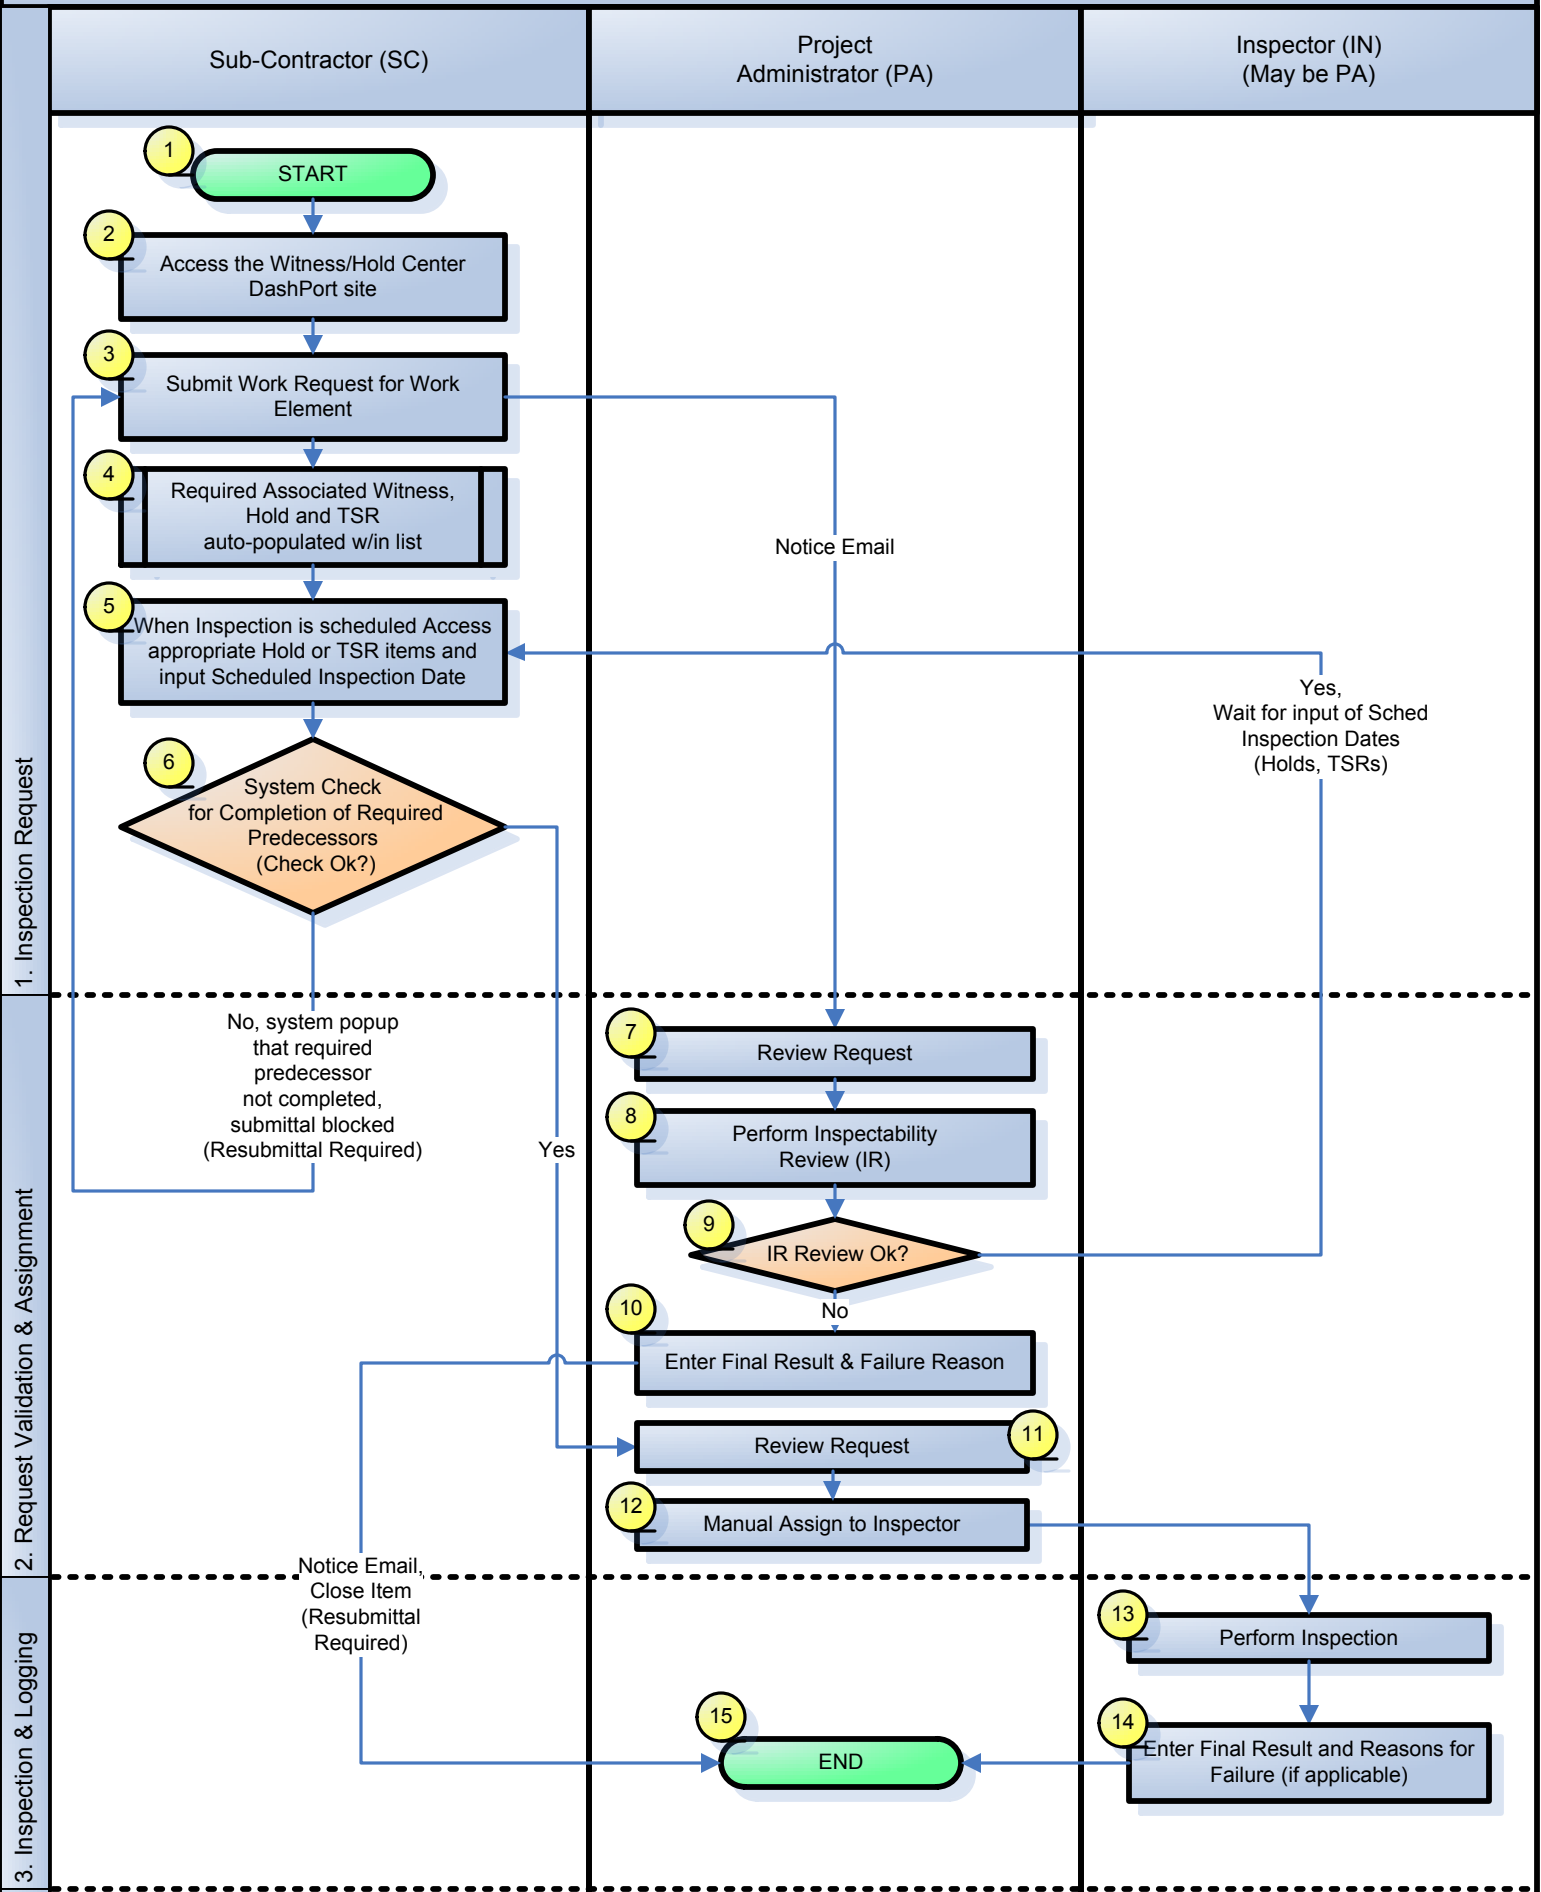 Sub-Contractor (SC)
Project
Administrator (PA)
Inspector (IN)
(May be PA)
1. Inspection Request
1
START
2
Access the Witness/Hold Center
DashPort site
3
Submit Work Request for Work
Element
4
Required Associated Witness,
Hold and TSR
auto-populated w/in list
Notice Email
5
When Inspection is scheduled Access
appropriate Hold or TSR items and
input Scheduled Inspection Date
Yes,
Wait for input of Sched
Inspection Dates
(Holds, TSRs)
6
System Check
for Completion of Required
Predecessors
(Check Ok?)
2. Request Validation & Assignment
No, system popup
that required
predecessor
not completed,
submittal blocked
(Resubmittal Required)
Yes
7
Review Request
8
Perform Inspectability
Review (IR)
9
IR Review Ok?
No
10
Enter Final Result & Failure Reason
11
Review Request
12
Manual Assign to Inspector
Notice Email,
Close Item
(Resubmittal
Required)
3. Inspection & Logging
13
Perform Inspection
14
Enter Final Result and Reasons for
Failure (if applicable)
15
END